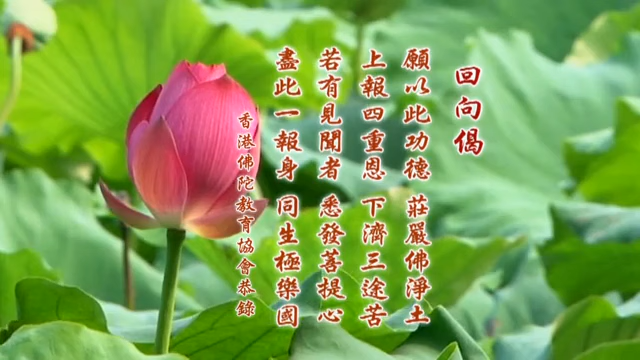 回向偈
願以此功德 莊嚴佛淨土
上報四重恩 下濟三途苦
若有見聞者 悉發菩提心
盡此一報身 同生極樂國
香港佛陀教育協會恭錄